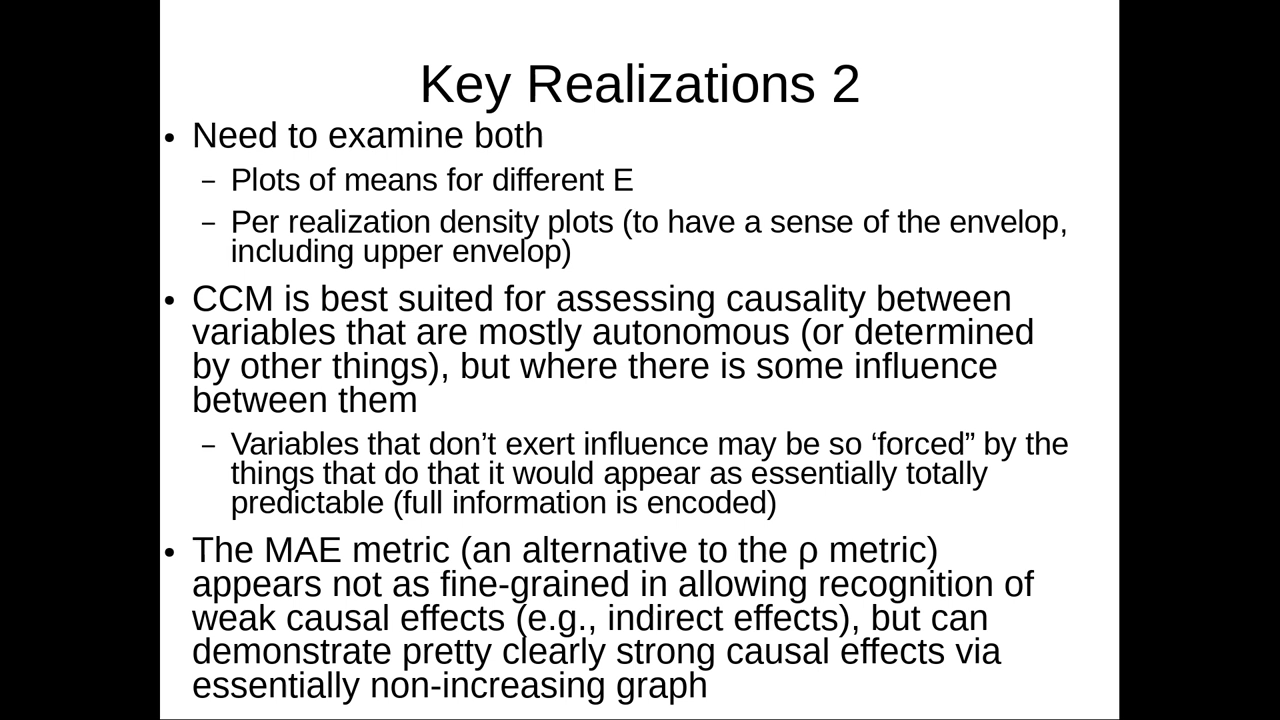 Key Realizations 2
• Need to examine both
– Plots of means for different E
– Per realization density plots (to have a sense of the envelop,
including upper envelop)
• CCM is best suited for assessing causality between
variables that are mostly autonomous (or determined
by other things), but where there is some influence
between them
– Variables that don’t exert influence may be so ‘forced” by the
things that do that it would appear as essentially totally
predictable (full information is encoded)
• The MAE metric (an alternative to the ρ metric)
appears not as fine-grained in allowing recognition of
weak causal effects (e.g., indirect effects), but can
demonstrate pretty clearly strong causal effects via
essentially non-increasing graph